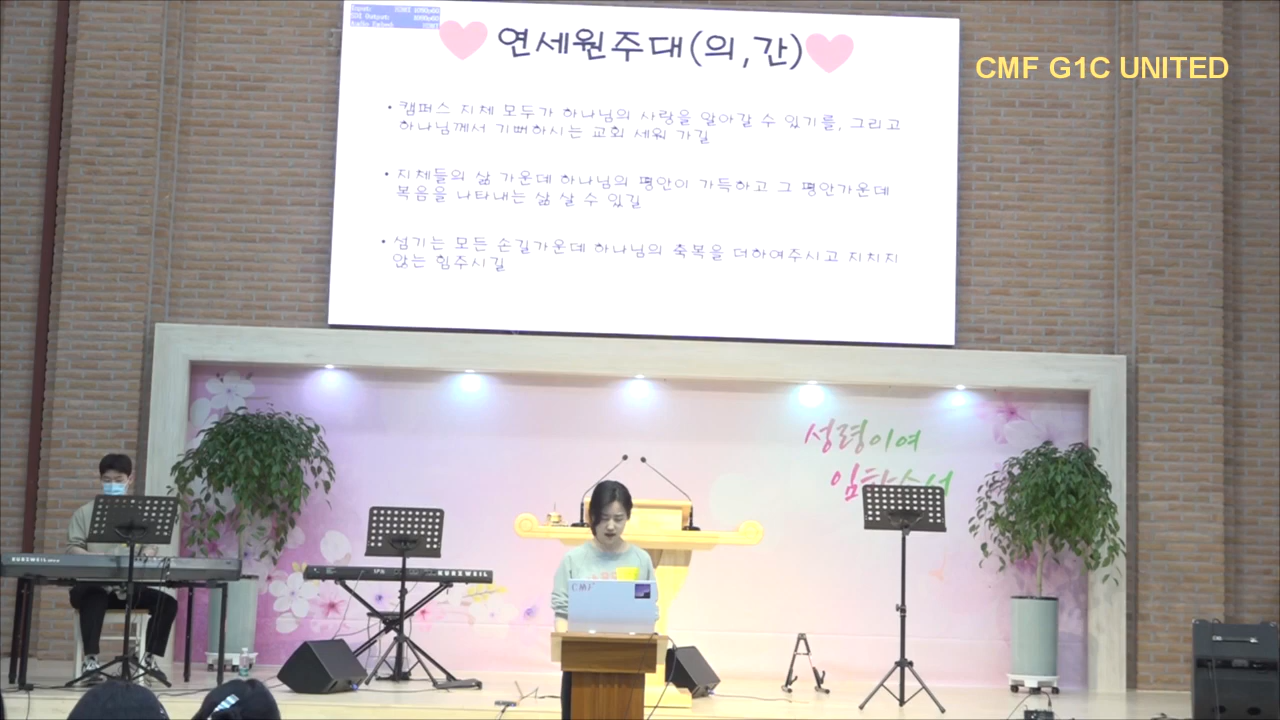 연세원주대(의,간)
CMF G1C UNITED
• 캠퍼스 지체 모두가 하나님의 사랑을 알아갈 수 있기를, 그리고
하나님께서 기뻐하시는 교회 세워 가길
• 지체들의 삶 가운데 하나님의 평안이 가득하고 그 평안가운데
복음을 나타내는 삶 살 수 있길
• 섬기는 모든 손길가운데 하나님의 축복을 더하여주시고 지치지
않는 힘주시길
성령이여
임하소서
KURZWEIL
KURZWEIL